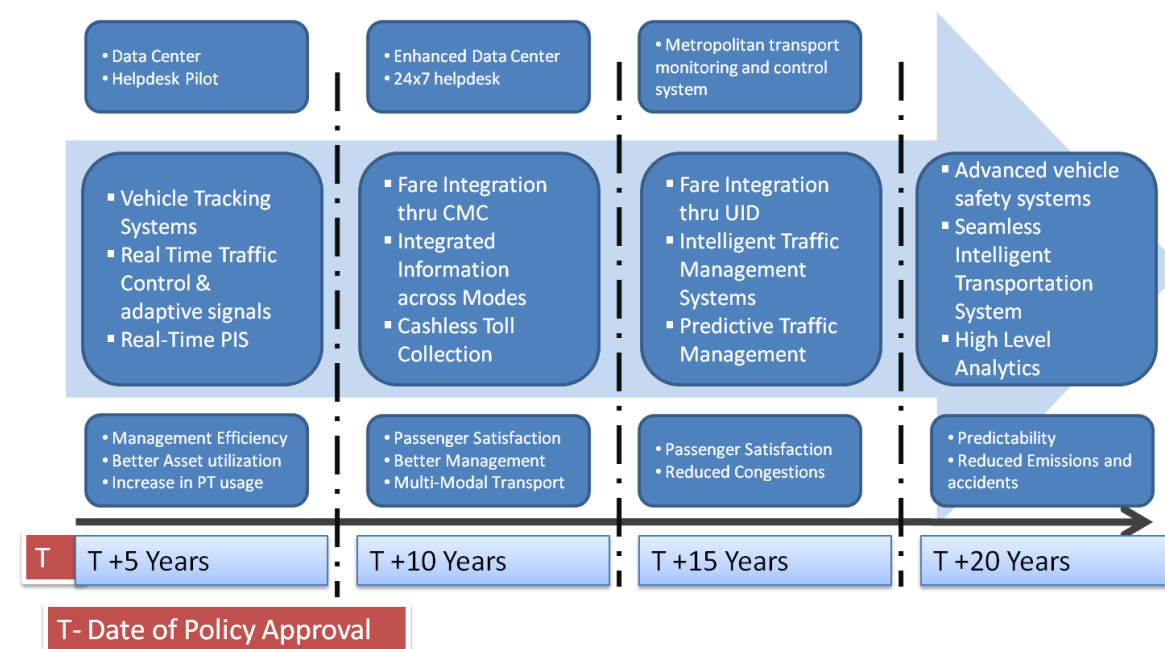 • Data Center
• Helpdesk Pilot
• Enhanced Data Center
• 24x7 helpdesk
• Metropolitan transport
monitoring and control
system
▪ Vehicle Tracking
Systems
▪ Real Time Traffic
Control &
adaptive signals
▪ Real-Time PIS
▪ Fare Integration
thru CMC
▪ Integrated
Information
across Modes
▪ Cashless Toll
Collection
▪ Fare Integration
thru UID
▪ Intelligent Traffic
Management
Systems
▪ Predictive Traffic
Management
▪ Advanced vehicle
safety systems
▪ Seamless
Intelligent
Transportation
System
▪ High Level
Analytics
• Management Efficiency
• Better Asset utilization
• Increase in PT usage
• Passenger Satisfaction
• Better Management
• Multi-Modal Transport
• Passenger Satisfaction
• Reduced Congestions
• Predictability
• Reduced Emissions and
accidents
T
T +5 Years
T +10 Years
T +15 Years
T +20 Years
T- Date of Policy Approval